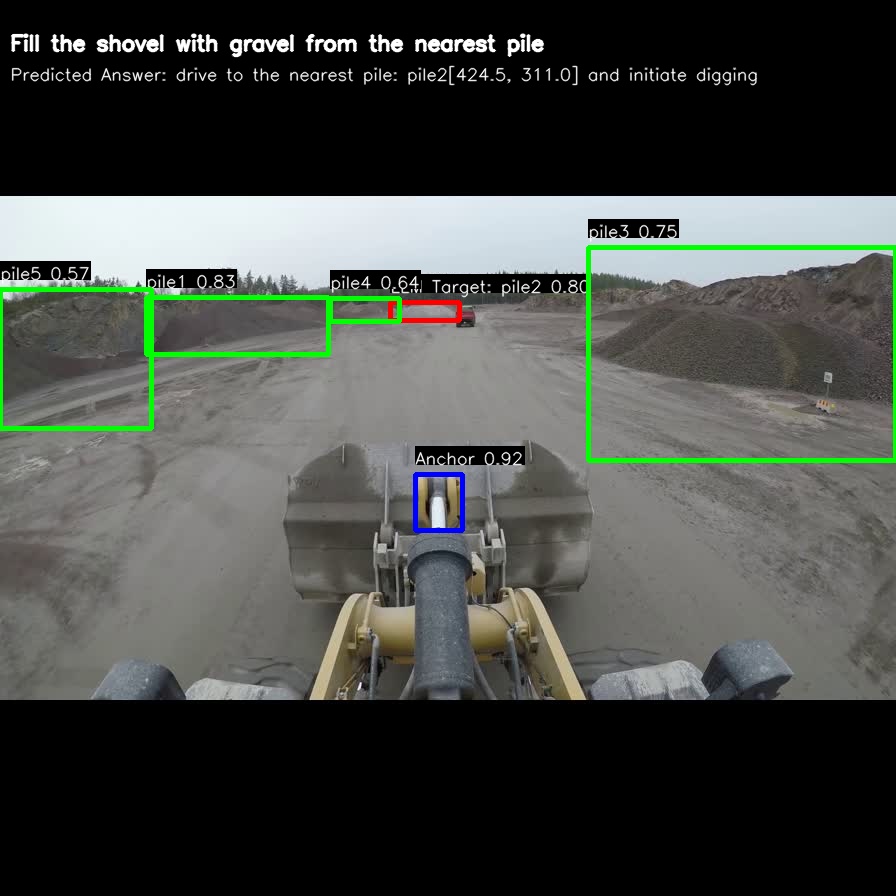 Fill the shovel with gravel from the nearest pile
Predicted Answer: drive to the nearest pile: pile2[424.5, 311.0] and initiate digging
pile3 0.75
pile5 0.57
pile1 0.83
pile4 0.64
Target: pile2 0.80
Anchor 0.92